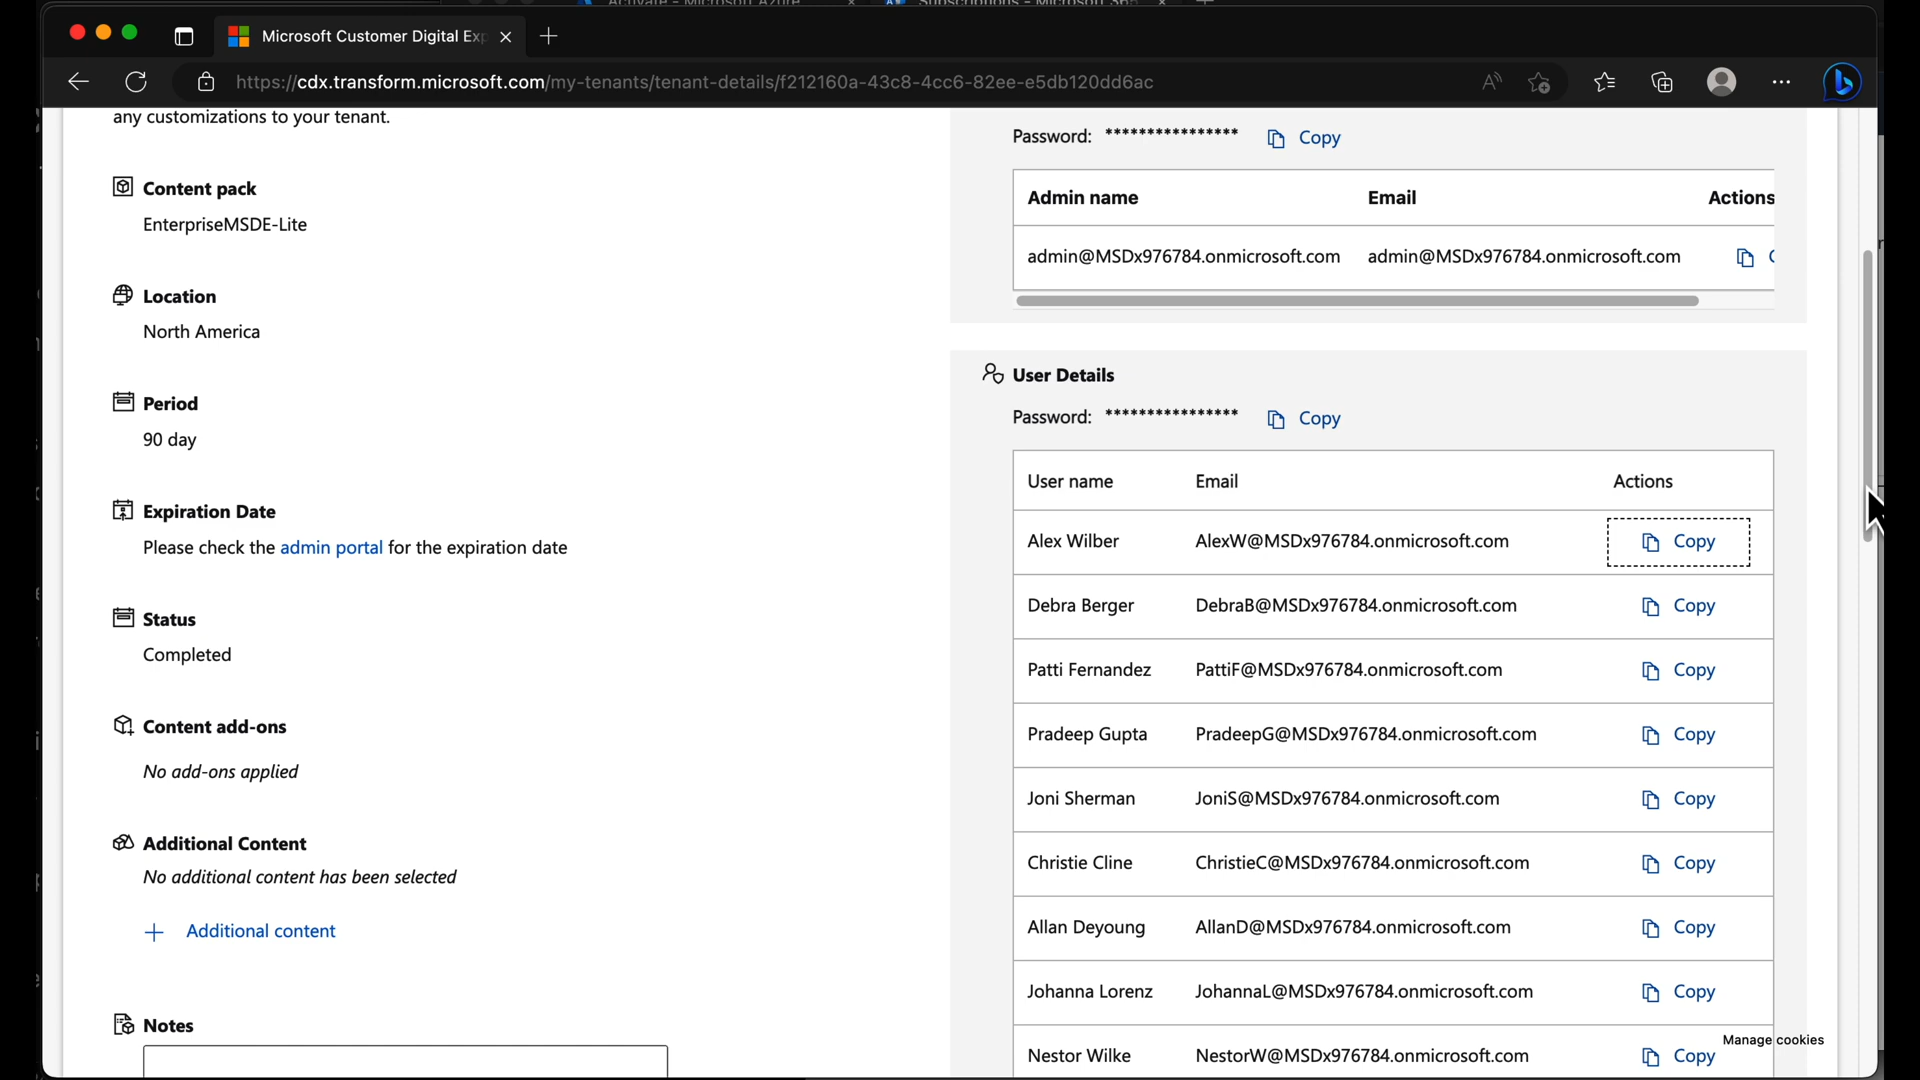 Activate - Microsoft Azure
Subscriptions - Microsoft 365
Microsoft Customer Digital Exp
https://cdx.transform.microsoft.com/my-tenants/tenant-details/f212160a-43c8-4cc6-82ee-e5db120dd6ac
any customizations to your tenant.
Content pack
EnterpriseMSDE-Lite
Location
North America
Period
90 day
Expiration Date
Please check the admin portal for the expiration date
Status
Completed
Content add-ons
No add-ons applied
Additional Content
No additional content has been selected
+ Additional content
Notes
Password: **************** Copy
Admin name Email Actions
admin@MSDx976784.onmicrosoft.com admin@MSDx976784.onmicrosoft.com
User Details
Password: **************** Copy
User name Email Actions
Alex Wilber AlexW@MSDx976784.onmicrosoft.com Copy
Debra Berger DebraB@MSDx976784.onmicrosoft.com Copy
Patti Fernandez PattiF@MSDx976784.onmicrosoft.com Copy
Pradeep Gupta PradeepG@MSDx976784.onmicrosoft.com Copy
Joni Sherman JoniS@MSDx976784.onmicrosoft.com Copy
Christie Cline ChristieC@MSDx976784.onmicrosoft.com Copy
Allan Deyoung AllanD@MSDx976784.onmicrosoft.com Copy
Johanna Lorenz JohannaL@MSDx976784.onmicrosoft.com Copy
Nestor Wilke NestorW@MSDx976784.onmicrosoft.com Copy
Manage cookies